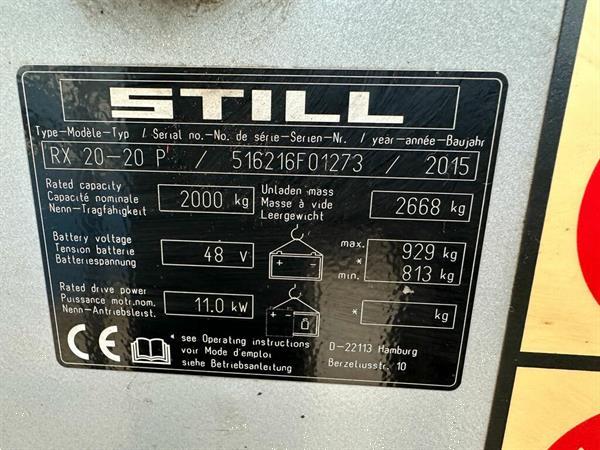 STILL
Type-Modèle-Typ / Serial no.-No. de série-Serien-Nr. / year-année-Baujahr
RX 20-20 P / 516216F01273 / 2015
Rated capacity
Capacité nominale
Nenn-Tragfähigkeit
2000 kg
Unladen mass
Masse à vide
Leergewicht
2668 kg
Battery voltage
Tension batterie
Batteriespannung
48 V
+ -
max. 929 kg
*
min. 813 kg
Rated drive power
Puissance motr.nom.
Nenn-Antriebsleist.
11.0 kW
+ -
* kg
CE
* see Operating instructions
voir Mode d'emploi
siehe Betriebsanleitung
D-22113 Hamburg
Berzeliusstr. 10